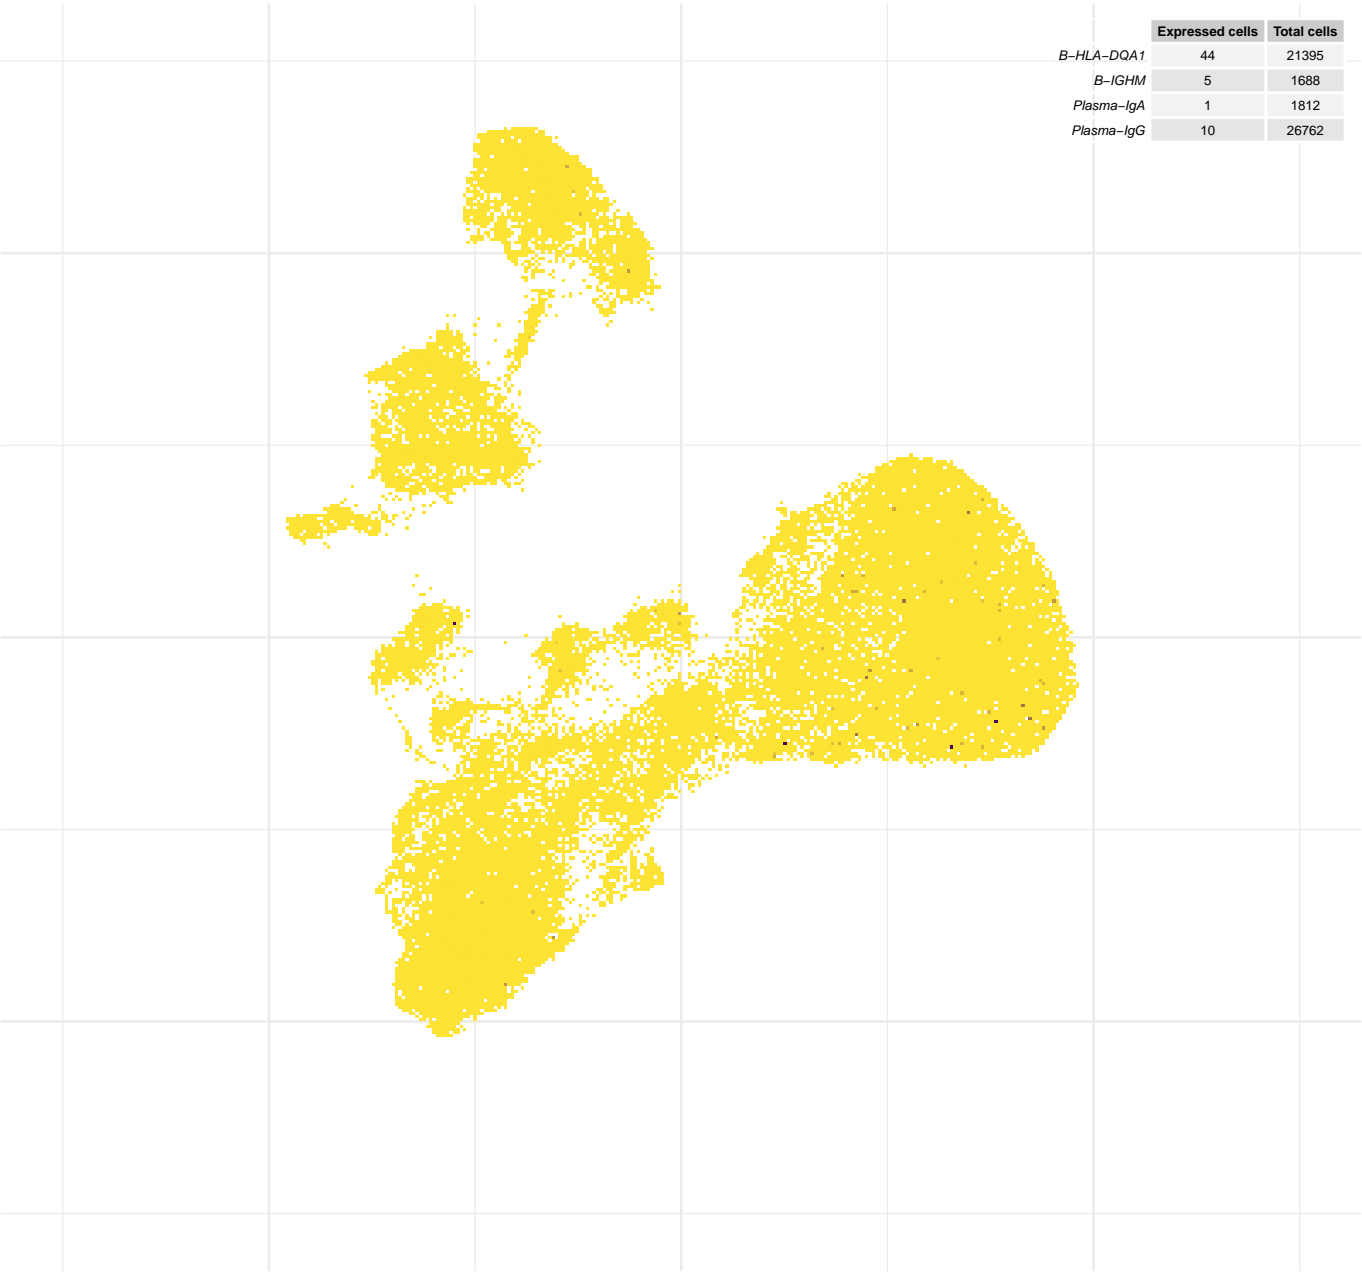 Expressed cells Total cells
B−HLA−DQA1 44 21395
B−IGHM 5 1688
Plasma−IgA 1 1812
Plasma−IgG 10 26762